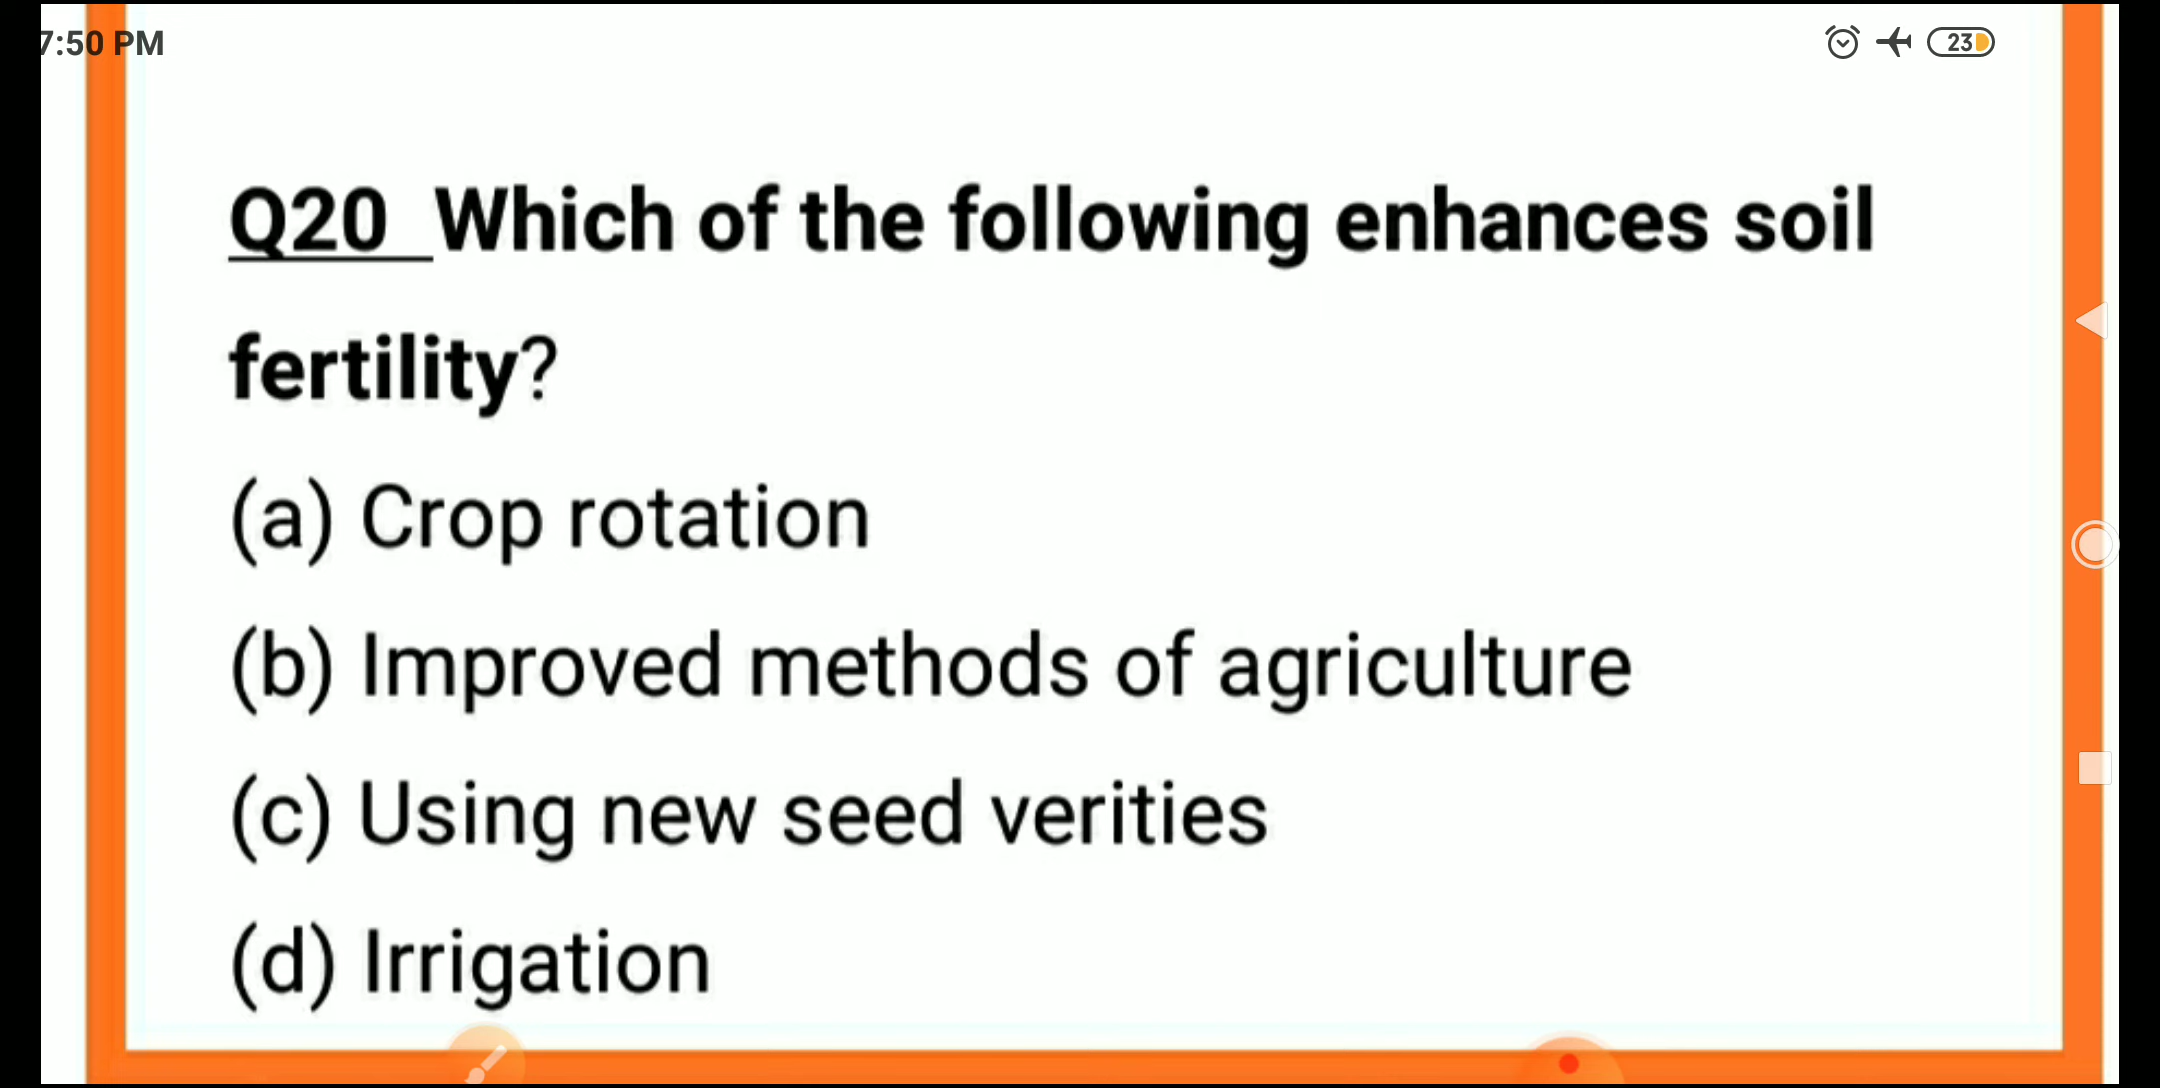 7:50 PM
23
Q20 Which of the following enhances soil
fertility?
(a) Crop rotation
(b) Improved methods of agriculture
(c) Using new seed verities
(d) Irrigation